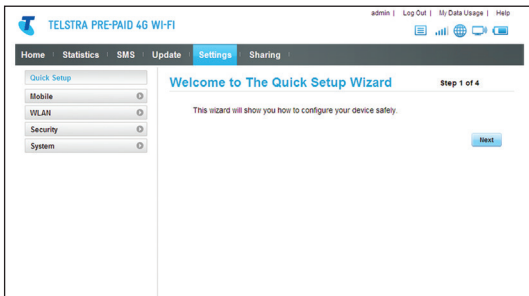 admin | Log Out | My Data Usage | Help
TELSTRA PRE-PAID 4G WI-FI
Home Statistics SMS Update Settings Sharing
Quick Setup
Mobile
WLAN
Security
System
Welcome to The Quick Setup Wizard
Step 1 of 4
This wizard will show you how to configure your device safely.
Next